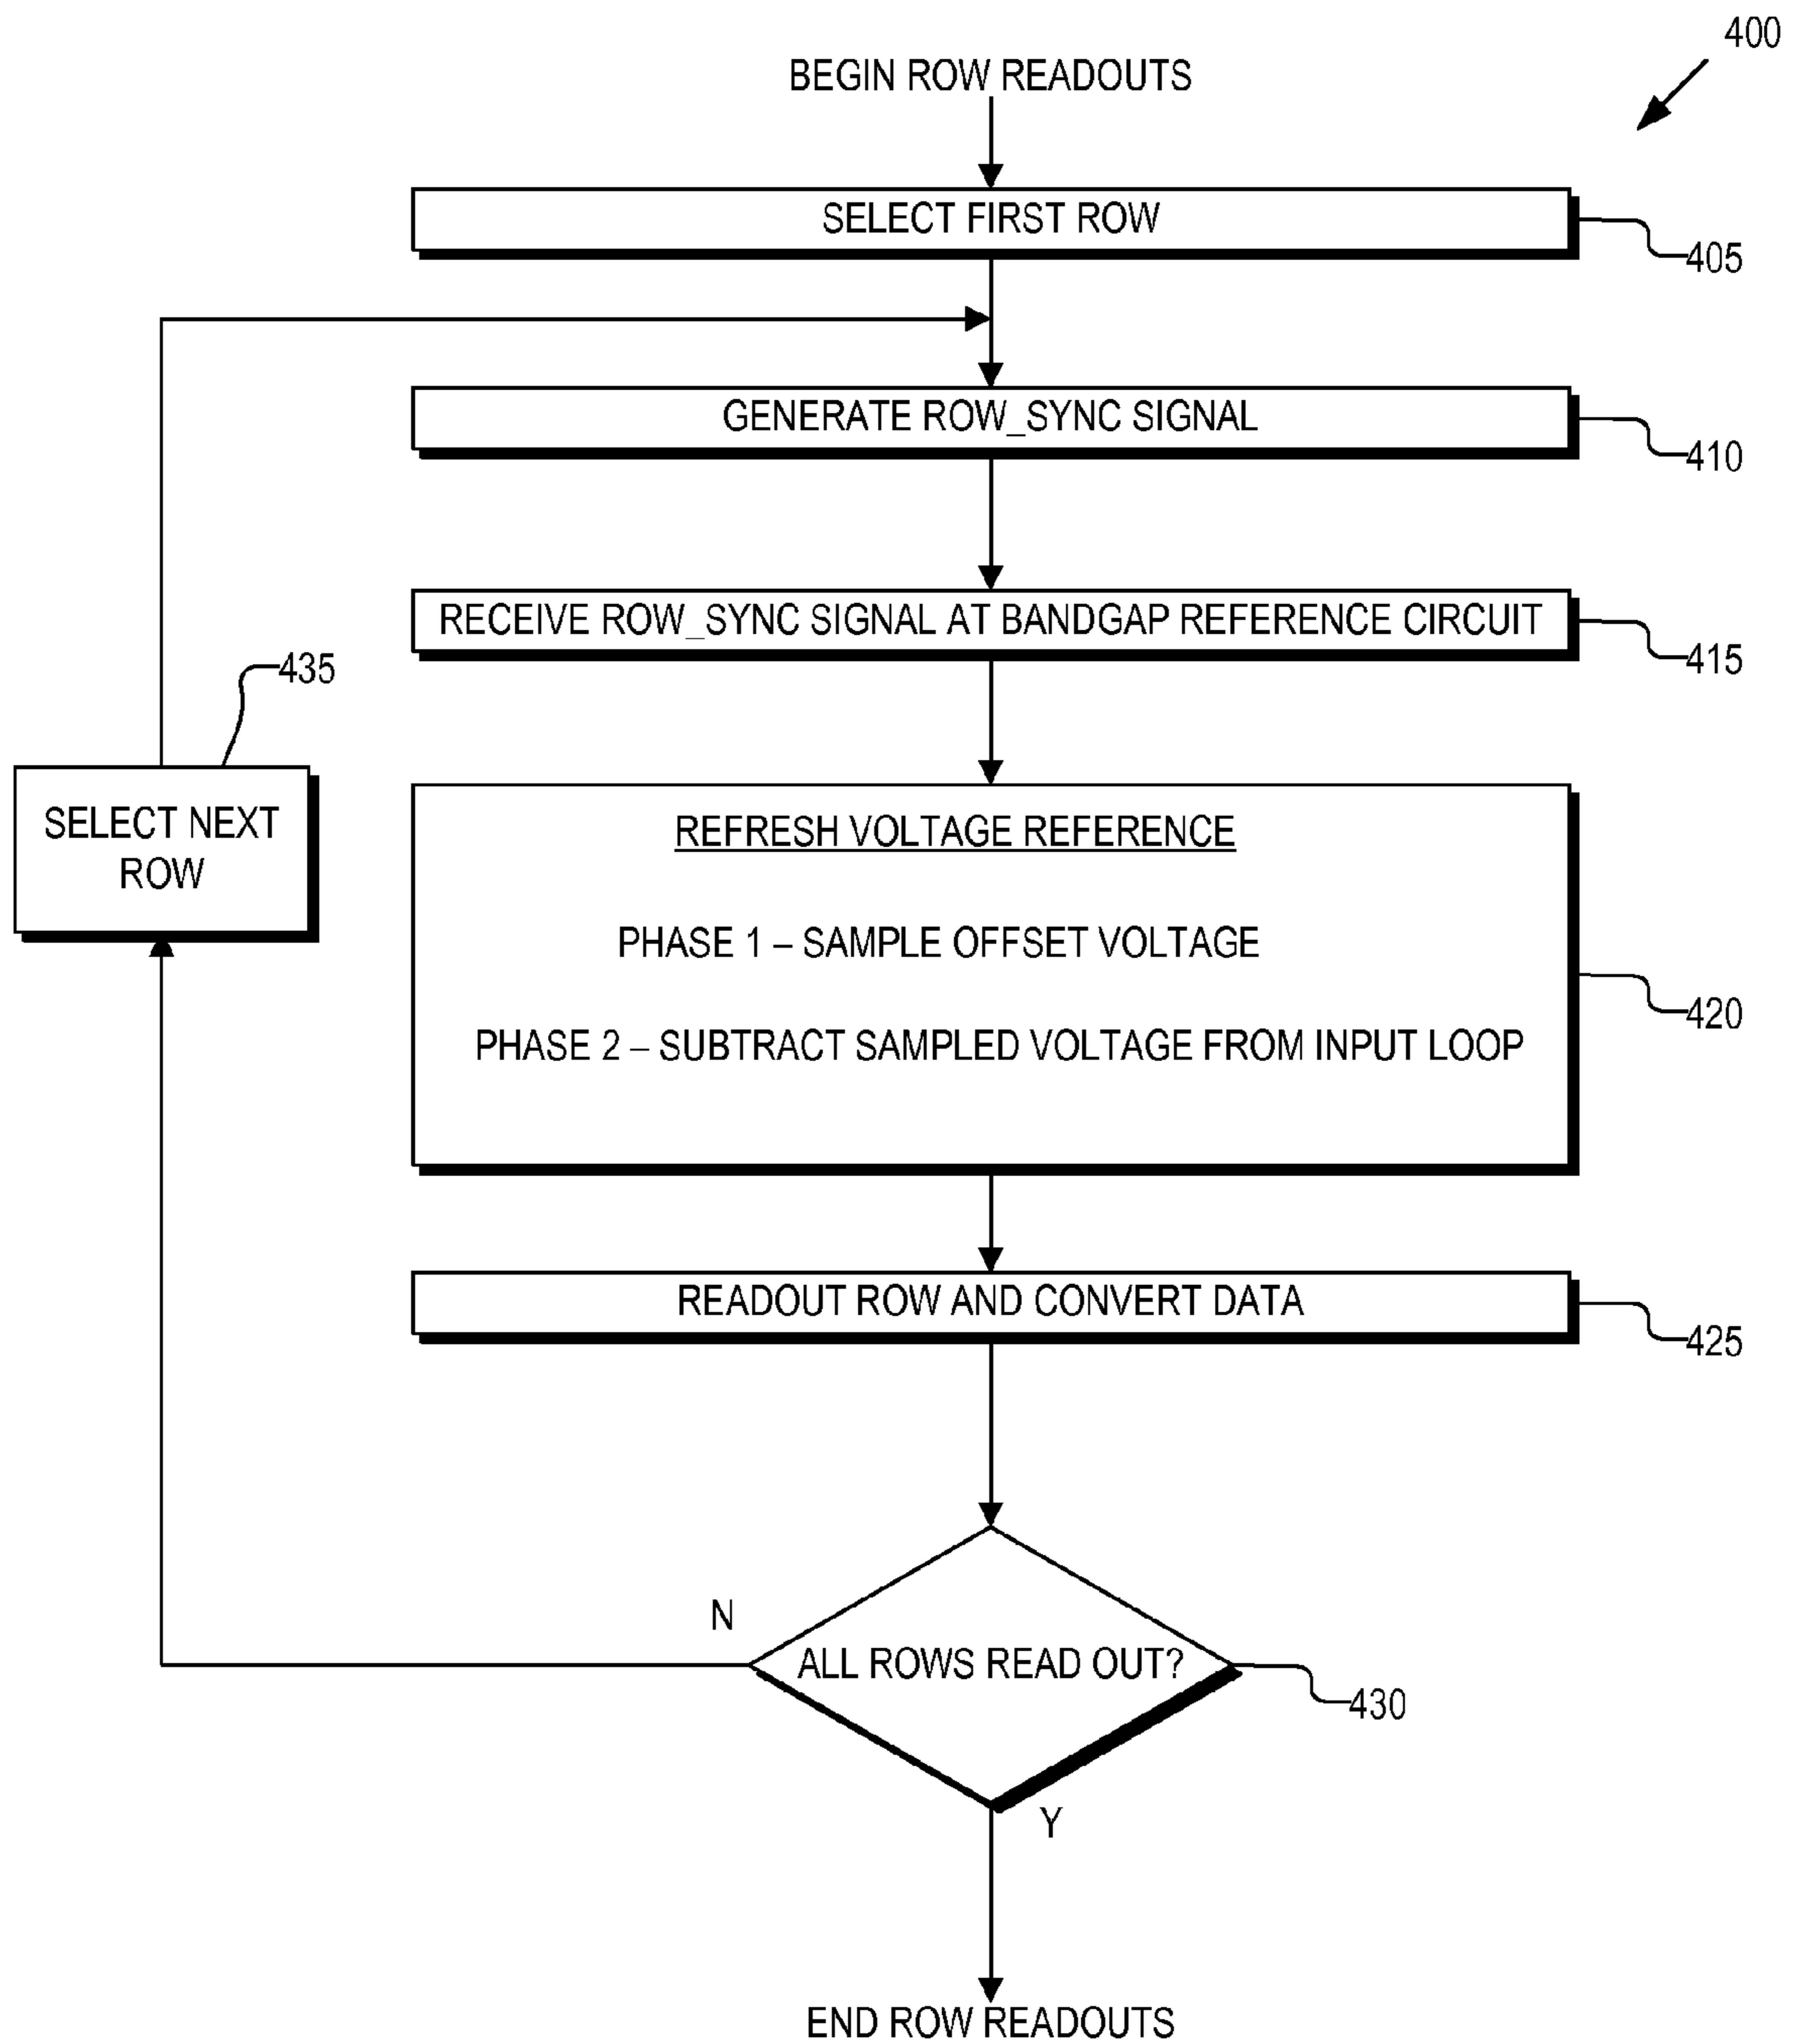 400
BEGIN ROW READOUTS
SELECT FIRST ROW
405
GENERATE ROW_SYNC SIGNAL
410
RECEIVE ROW_SYNC SIGNAL AT BANDGAP REFERENCE CIRCUIT
415
435
SELECT NEXT
ROW
REFRESH VOLTAGE REFERENCE
PHASE 1 – SAMPLE OFFSET VOLTAGE
PHASE 2 – SUBTRACT SAMPLED VOLTAGE FROM INPUT LOOP
420
READOUT ROW AND CONVERT DATA
425
N
ALL ROWS READ OUT?
430
Y
END ROW READOUTS